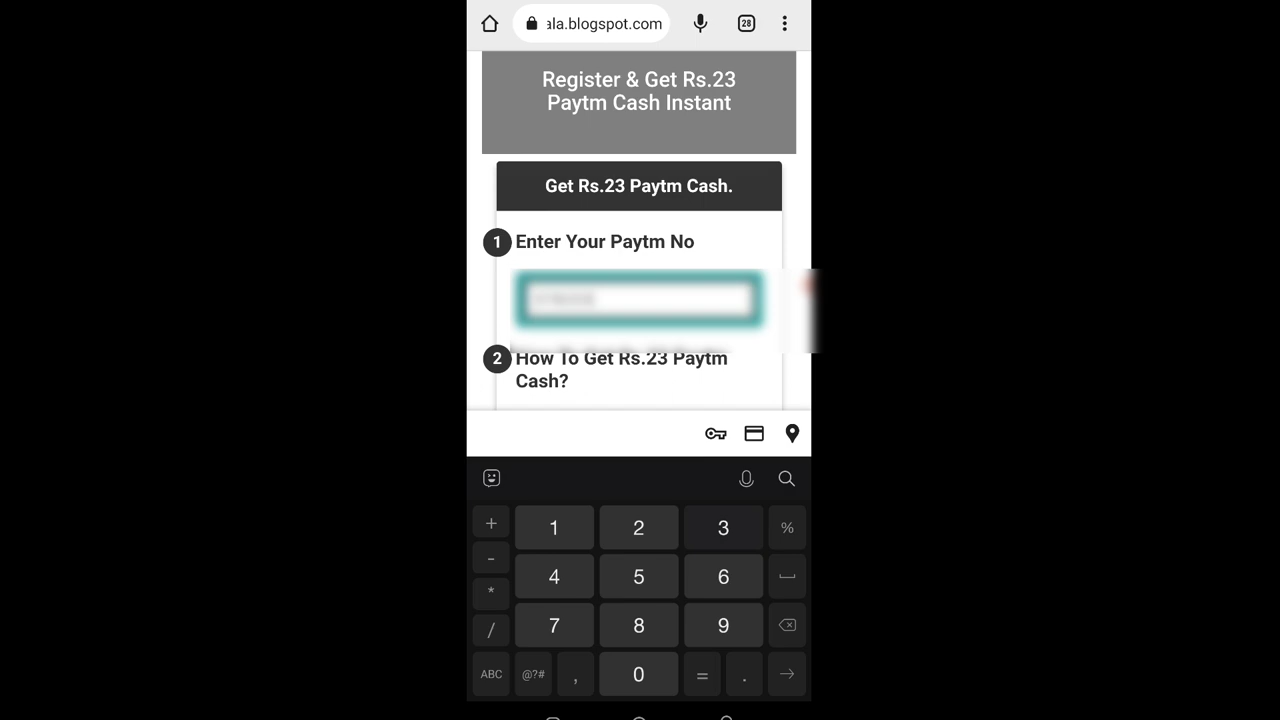 ala.blogspot.com
28
Register & Get Rs.23
Paytm Cash Instant
Get Rs.23 Paytm Cash.
1 Enter Your Paytm No
2 How To Get Rs.23 Paytm
Cash?
+ 1 2 3 %
- 4 5 6
* 7 8 9
/
ABC @?# , 0 = .